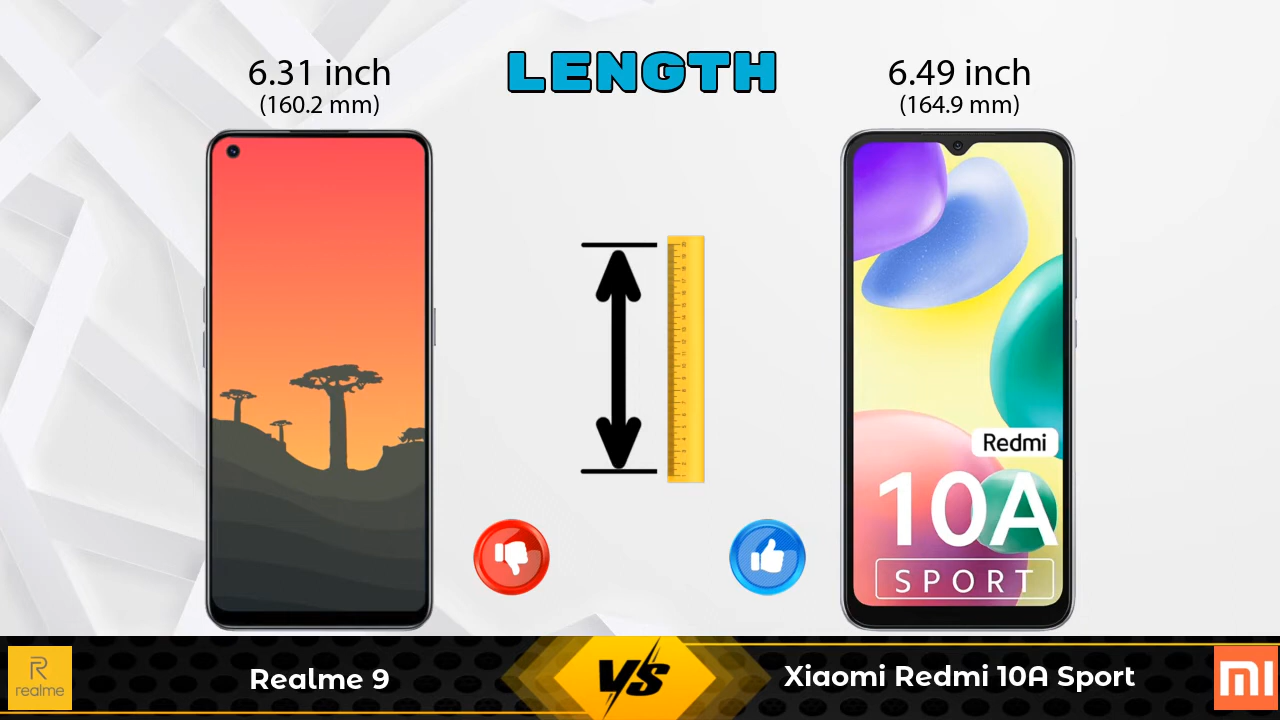 LENGTH
6.31 inch
(160.2 mm)
6.49 inch
(164.9 mm)
Redmi
10A
SPORT
R
realme
Realme 9
VS
Xiaomi Redmi 10A Sport
mi